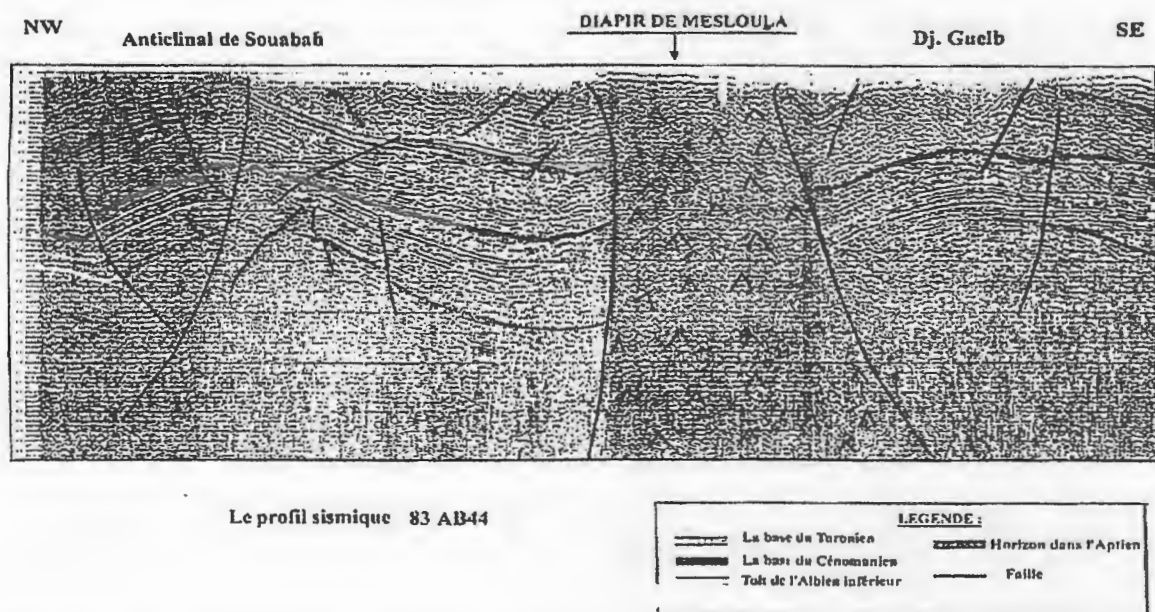 NW
Anticlinal de Souabah
DIAPIR DE MESLOULA
Dj. Guelb
SE
Le profil sismique 83 AB44
LEGENDE :
La base du Turonien
La base du Cénomanien
Toit de l'Albien inférieur
Horizon dans l'Aptien
Faille